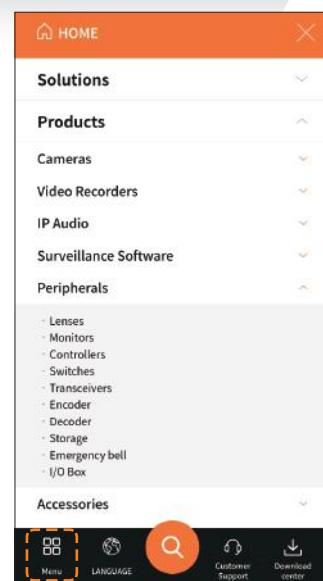 HOME
Solutions
Products
Cameras
Video Recorders
IP Audio
Surveillance Software
Peripherals
· Lenses
· Monitors
· Controllers
· Switches
· Transceivers
· Encoder
· Decoder
· Storage
· Emergency bell
· I/O Box
Accessories
Menu
LANGUAGE
Customer
Support
Download
center